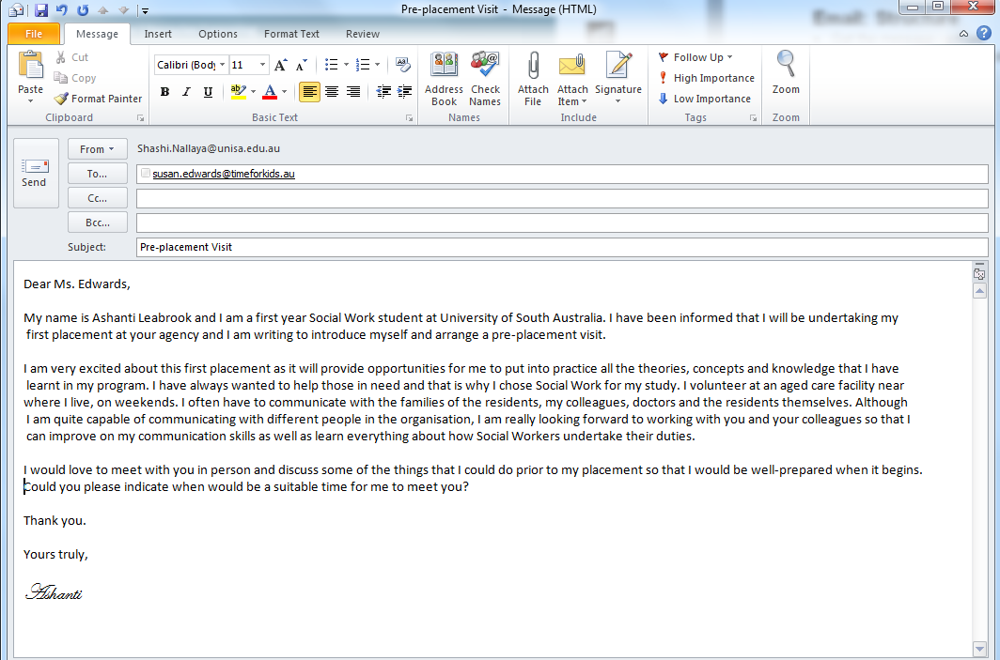 Pre-placement Visit - Message (HTML)
File Message Insert Options Format Text Review
Paste
Cut
Copy
Format Painter
Clipboard
Calibri (Body 11
Basic Text
Address Book
Check Names
Names
Attach File
Attach Item
Signature
Include
Follow Up
High Importance
Low Importance
Tags
Zoom
Zoom
Send
From Shashi.Nallaya@unisa.edu.au
To... susan.edwards@timeforkids.au
Cc...
Bcc...
Subject: Pre-placement Visit
Dear Ms. Edwards,
My name is Ashanti Leabrook and I am a first year Social Work student at University of South Australia. I have been informed that I will be undertaking my
first placement at your agency and I am writing to introduce myself and arrange a pre-placement visit.
I am very excited about this first placement as it will provide opportunities for me to put into practice all the theories, concepts and knowledge that I have
learnt in my program. I have always wanted to help those in need and that is why I chose Social Work for my study. I volunteer at an aged care facility near
where I live, on weekends. I often have to communicate with the families of the residents, my colleagues, doctors and the residents themselves. Although
I am quite capable of communicating with different people in the organisation, I am really looking forward to working with you and your colleagues so that I
can improve on my communication skills as well as learn everything about how Social Workers undertake their duties.
I would love to meet with you in person and discuss some of the things that I could do prior to my placement so that I would be well-prepared when it begins.
Could you please indicate when would be a suitable time for me to meet you?
Thank you.
Yours truly,
Ashanti